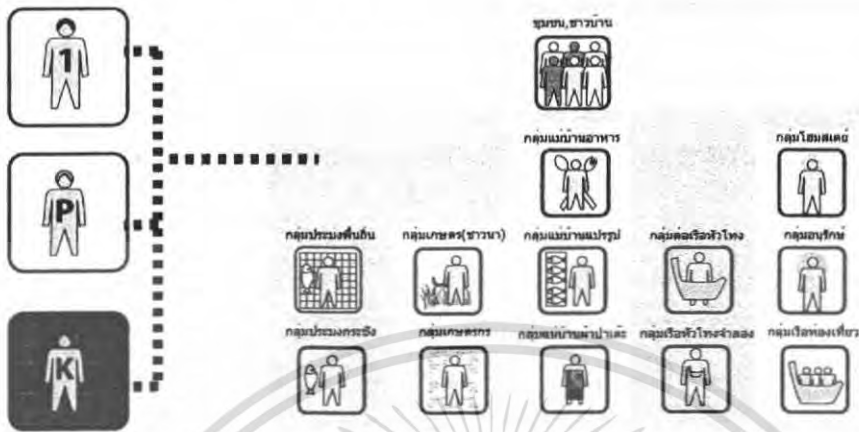 1
ชุมชน,ชาวบ้าน
กลุ่มแม่บ้านอาหาร
กลุ่มโฮมสเตย์
P
กลุ่มประมงพื้นถิ่น
กลุ่มเกษตร(ชาวนา)
กลุ่มแม่บ้านแปรรูป
กลุ่มต่อเรือหัวโทง
กลุ่มอนุรักษ์
K
กลุ่มประมงกระชัง
กลุ่มเกษตรกร
กลุ่มแม่บ้านผ้าปาเต๊ะ
กลุ่มเรือหัวโทงจำลอง
กลุ่มเรือท่องเที่ยว